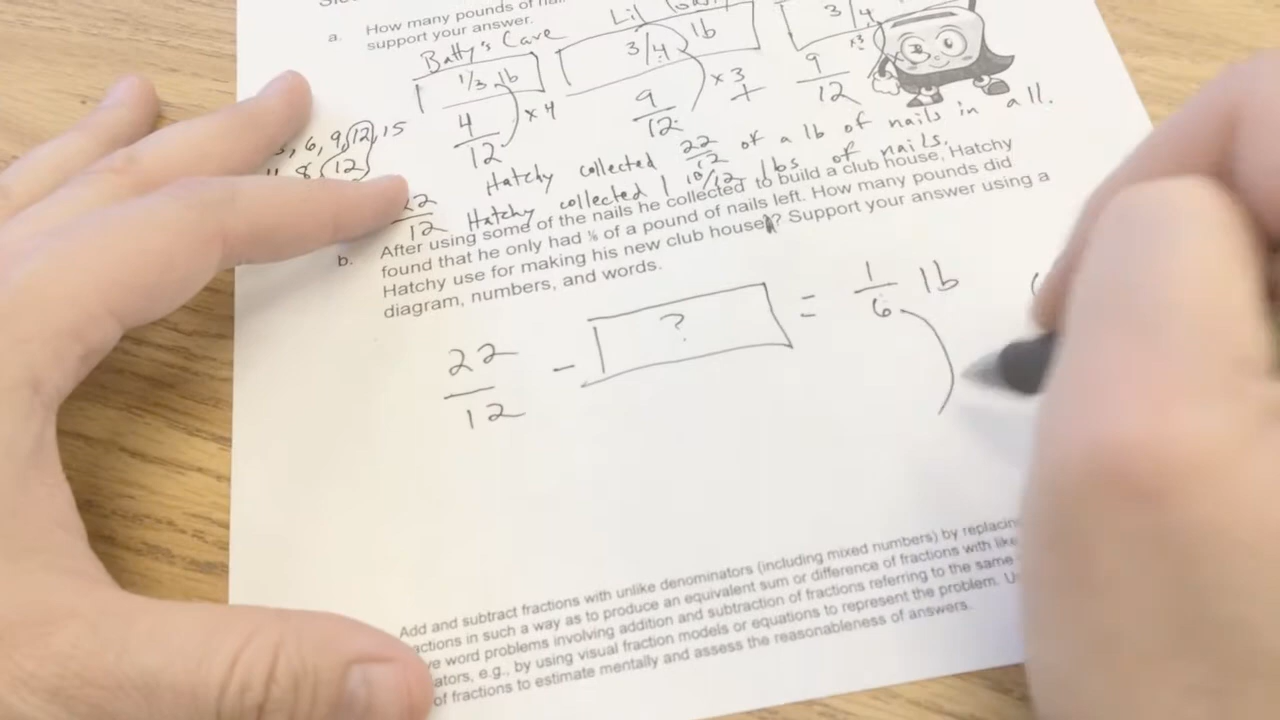 a. How many pounds of
support your answer.
Batty's Cave
1/3 lb
4/12
x 4
3/4 lb
9/12
x 3
+
3/4
x3
9/12
6, 9, 12, 15
8, 12
22/12
Hatchy collected 22/12 of a lb of nails in all.
Hatchy collected 1 10/12 lbs of nails.
b. After using some of the nails he collected to build a club house, Hatchy
found that he only had ⅙ of a pound of nails left. How many pounds did
Hatchy use for making his new club house? Support your answer using a
diagram, numbers, and words.
22/12 - ? = 1/6 lb
Add and subtract fractions with unlike denominators (including mixed numbers) by
actions in such a way as to produce an equivalent sum or difference of fractions with like
word problems involving addition and subtraction of fractions referring to the same
e.g., by using visual fraction models or equations to represent the problem.
of fractions to estimate mentally and assess the reasonableness of answers.